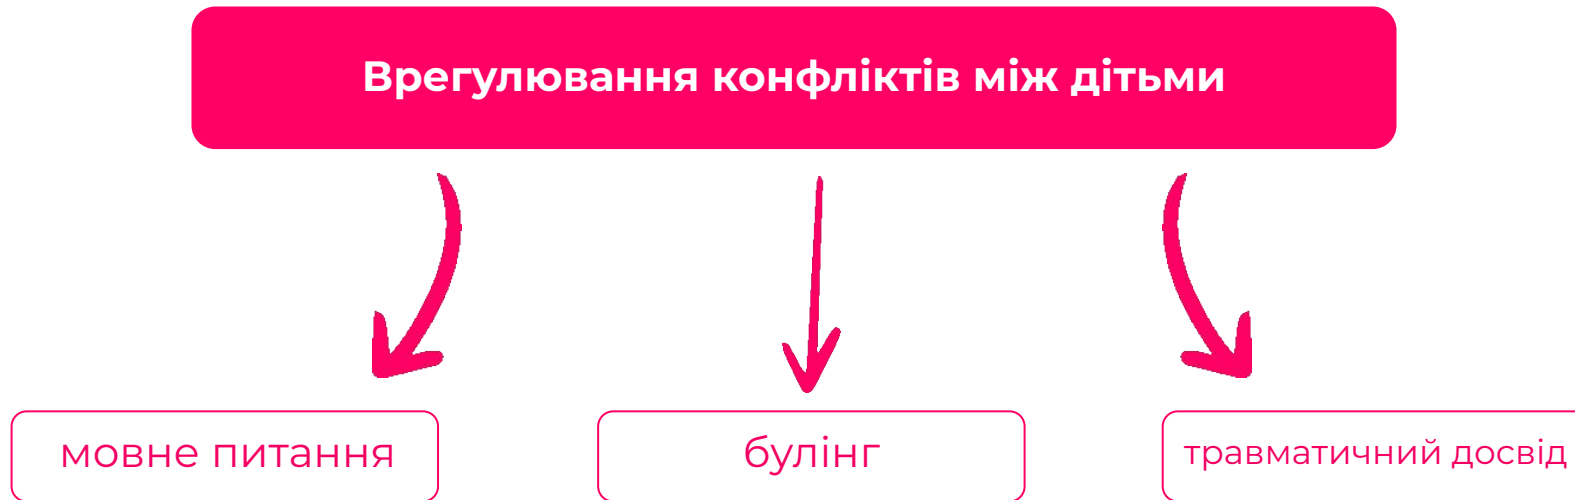 Врегулювання конфліктів між дітьми
мовне питання
булінг
травматичний досвід